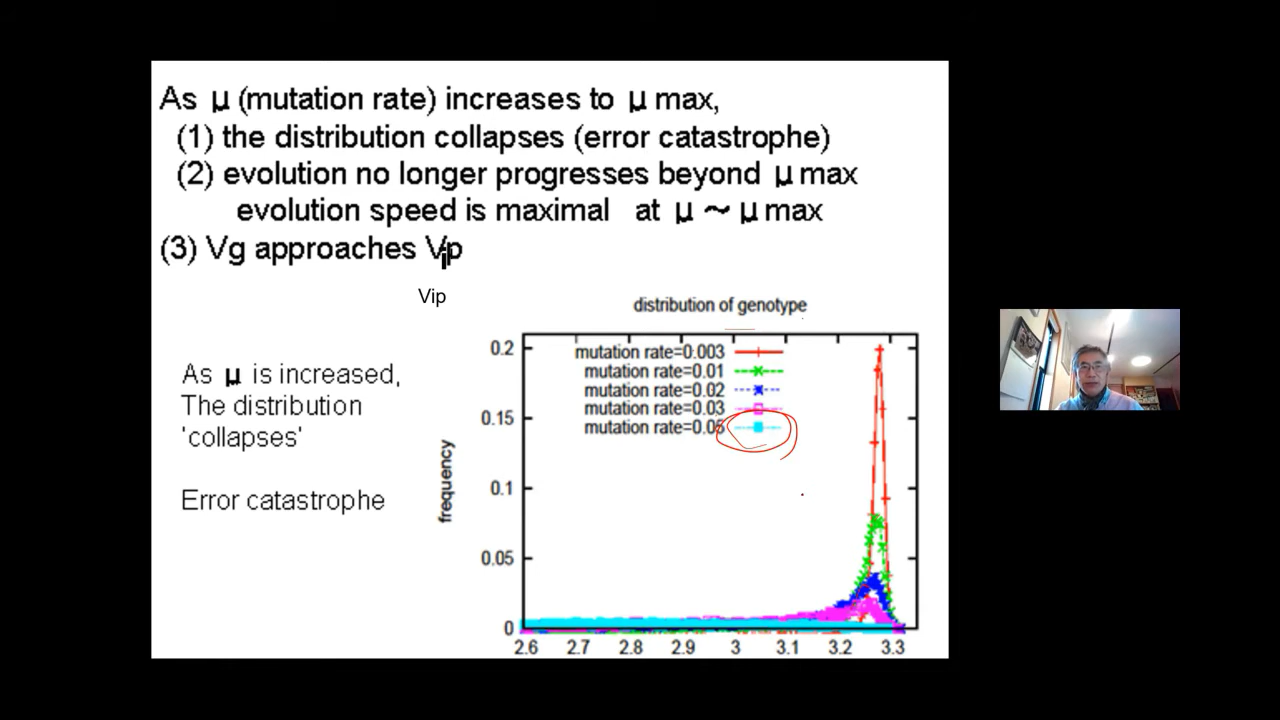 As μ (mutation rate) increases to μ max,
(1) the distribution collapses (error catastrophe)
(2) evolution no longer progresses beyond μ max
evolution speed is maximal at μ ~ μ max
(3) Vg approaches Vip
Vip
As μ is increased,
The distribution
'collapses'
Error catastrophe
distribution of genotype
mutation rate=0.003
mutation rate=0.01
mutation rate=0.02
mutation rate=0.03
mutation rate=0.05
frequency
0.2
0.15
0.1
0.05
0
2.6 2.7 2.8 2.9 3 3.1 3.2 3.3